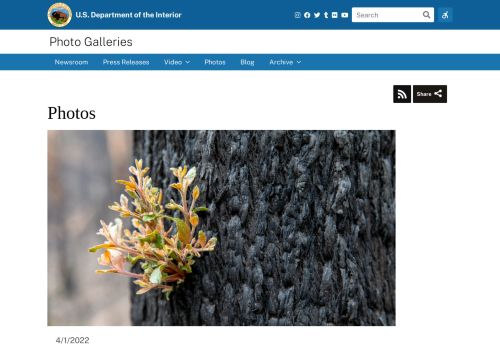 U.S. Department of the Interior
Search
Photo Galleries
Newsroom Press Releases Video Photos Blog Archive
Share
Photos
4/1/2022